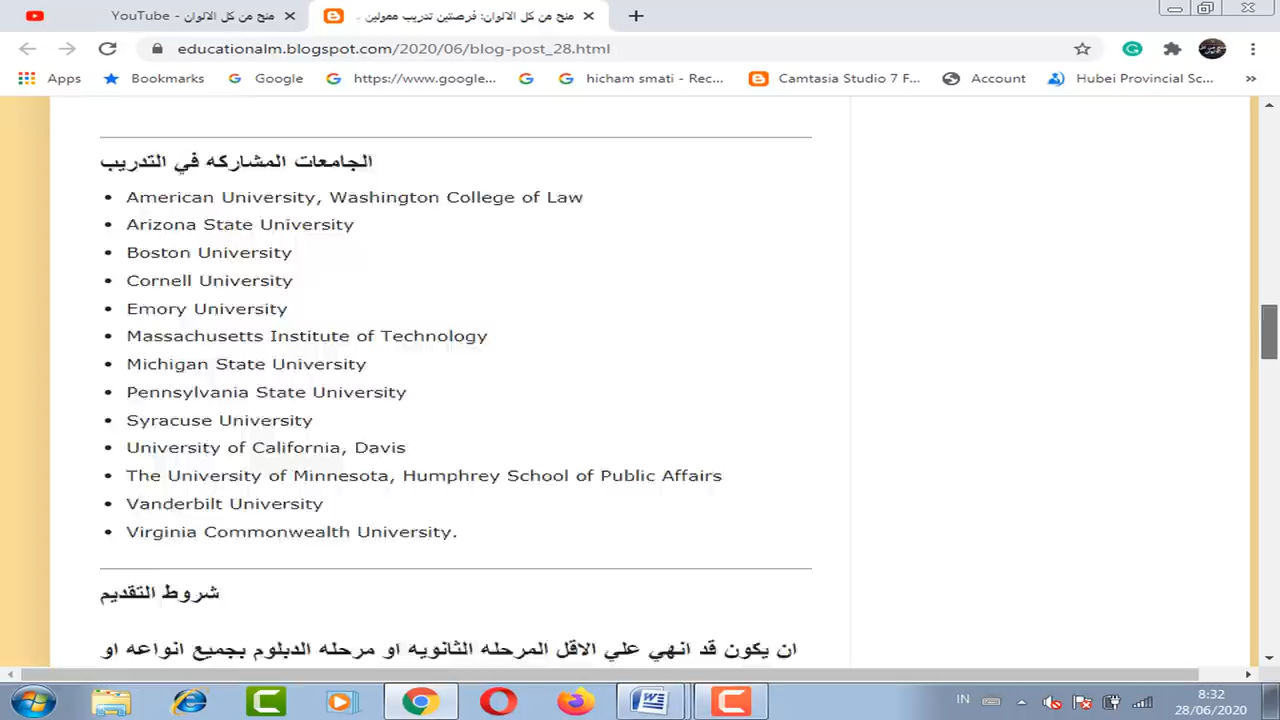 منح من كل الالوان - YouTube
منح من كل الالوان: فرصتين تدريب ممولين
educationalm.blogspot.com/2020/06/blog-post_28.html
Apps Bookmarks Google https://www.google... hicham smati - Rec... Camtasia Studio 7 F... Account Hubei Provincial Sc... »
الجامعات المشاركه في التدريب
• American University, Washington College of Law
• Arizona State University
• Boston University
• Cornell University
• Emory University
• Massachusetts Institute of Technology
• Michigan State University
• Pennsylvania State University
• Syracuse University
• University of California, Davis
• The University of Minnesota, Humphrey School of Public Affairs
• Vanderbilt University
• Virginia Commonwealth University.
شروط التقديم
ان يكون قد انهي علي الاقل المرحله الثانويه او مرحله الدبلوم بجميع انواعه او
IN 8:32
28/06/2020